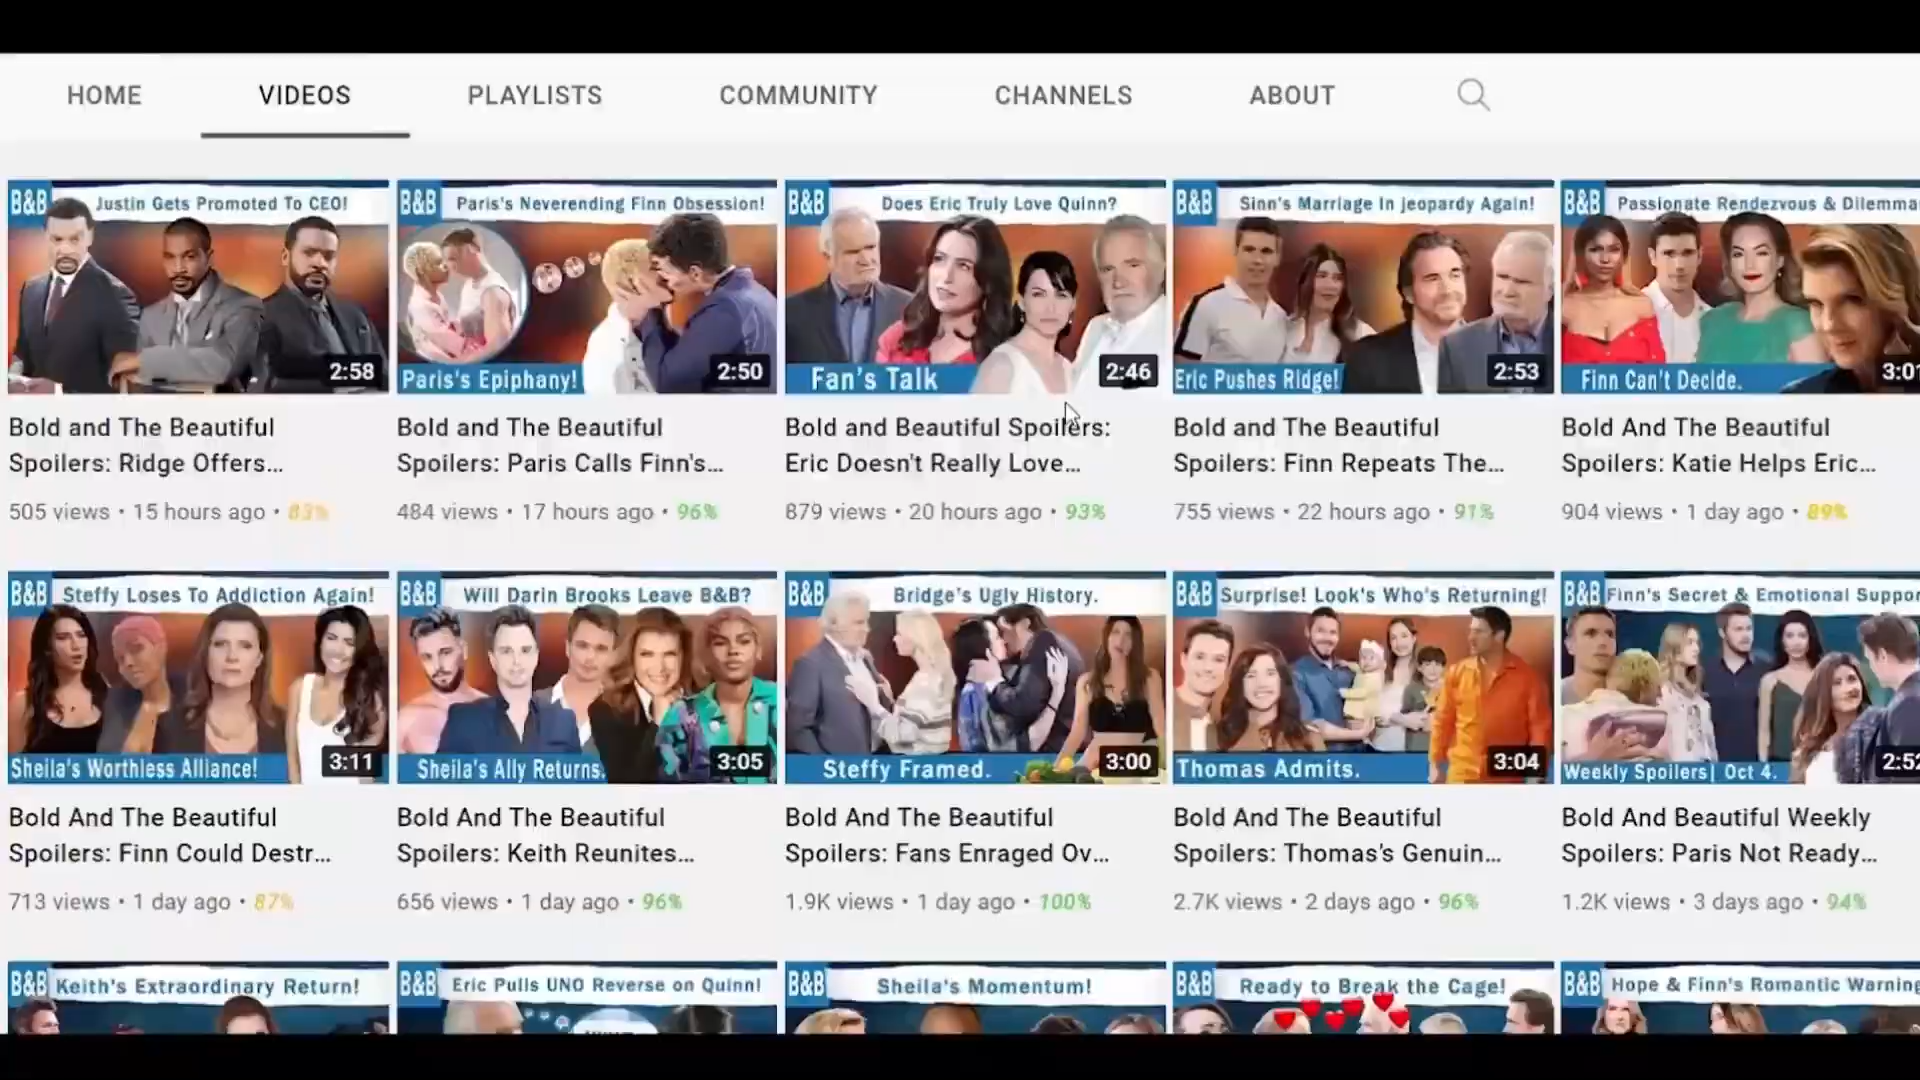 HOME VIDEOS PLAYLISTS COMMUNITY CHANNELS ABOUT
B&B Justin Gets Promoted To CEO!
2:58
Bold and The Beautiful
Spoilers: Ridge Offers...
505 views • 15 hours ago • 83%
B&B Paris's Neverending Finn Obsession!
Paris's Epiphany!
2:50
Bold and The Beautiful
Spoilers: Paris Calls Finn's...
484 views • 17 hours ago • 96%
B&B Does Eric Truly Love Quinn?
Fan's Talk
2:46
Bold and Beautiful Spoilers:
Eric Doesn't Really Love...
879 views • 20 hours ago • 93%
B&B Sinn's Marriage In Jeopardy Again!
Eric Pushes Ridge!
2:53
Bold and The Beautiful
Spoilers: Finn Repeats The...
755 views • 22 hours ago • 91%
B&B Passionate Rendezvous & Dilemma
Finn Can't Decide.
3:01
Bold And The Beautiful
Spoilers: Katie Helps Eric...
904 views • 1 day ago • 89%
B&B Steffy Loses To Addiction Again!
Sheila's Worthless Alliance!
3:11
Bold And The Beautiful
Spoilers: Finn Could Destr...
713 views • 1 day ago • 87%
B&B Will Darin Brooks Leave B&B?
Sheila's Ally Returns.
3:05
Bold And The Beautiful
Spoilers: Keith Reunites...
656 views • 1 day ago • 96%
B&B Bridge's Ugly History.
Steffy Framed.
3:00
Bold And The Beautiful
Spoilers: Fans Enraged Ov...
1.9K views • 1 day ago • 100%
B&B Surprise! Look's Who's Returning!
Thomas Admits.
3:04
Bold And The Beautiful
Spoilers: Thomas's Genuin...
2.7K views • 2 days ago • 96%
B&B Finn's Secret & Emotional Suppor
Weekly Spoilers| Oct 4.
2:52
Bold And Beautiful Weekly
Spoilers: Paris Not Ready...
1.2K views • 3 days ago • 94%
B&B Keith's Extraordinary Return!
B&B Eric Pulls UNO Reverse on Quinn!
B&B Sheila's Momentum!
B&B Ready to Break the Cage!
B&B Hope & Finn's Romantic Warning